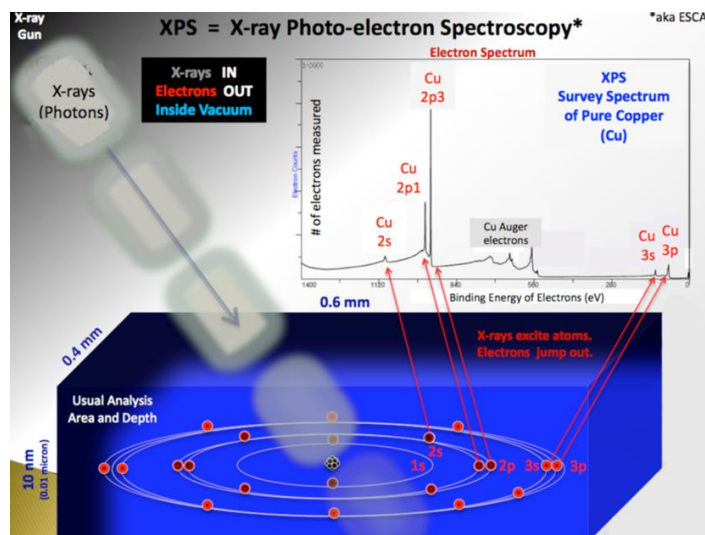 X-ray
Gun
XPS = X-ray Photo-electron Spectroscopy*
*aka ESCA
X-rays
(Photons)
X-rays IN
Electrons OUT
Inside Vacuum
Electron Spectrum
# of electrons measured
Electron Counts
Cu
2p3
Cu
2p1
Cu
2s
Cu Auger
electrons
XPS
Survey Spectrum
of Pure Copper
(Cu)
Cu
3s
Cu
3p
1400
1120
840
560
Binding Energy of Electrons (eV)
0.6 mm
0.4 mm
X-rays excite atoms.
Electrons jump out.
Usual Analysis
Area and Depth
10 nm
(0.01 micron)
1s
2s
2p
3s
3p